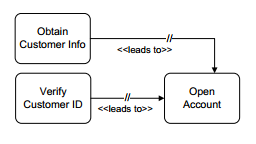 Obtain
Customer Info
//
<<leads to>>
Verify
Customer ID
//
<<leads to>>
Open
Account